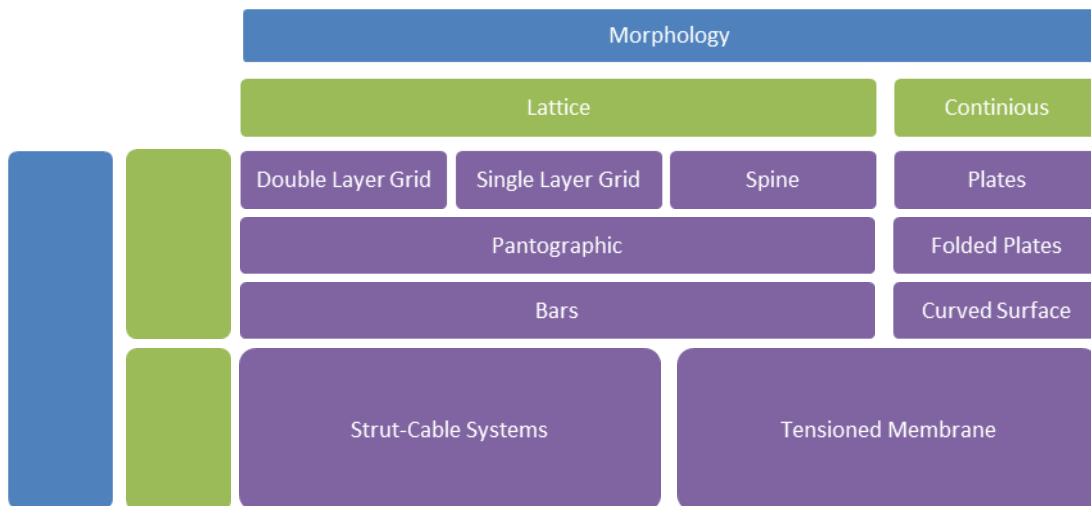 Morphology
Lattice
Continious
Double Layer Grid
Single Layer Grid
Spine
Plates
Pantographic
Folded Plates
Bars
Curved Surface
Strut-Cable Systems
Tensioned Membrane